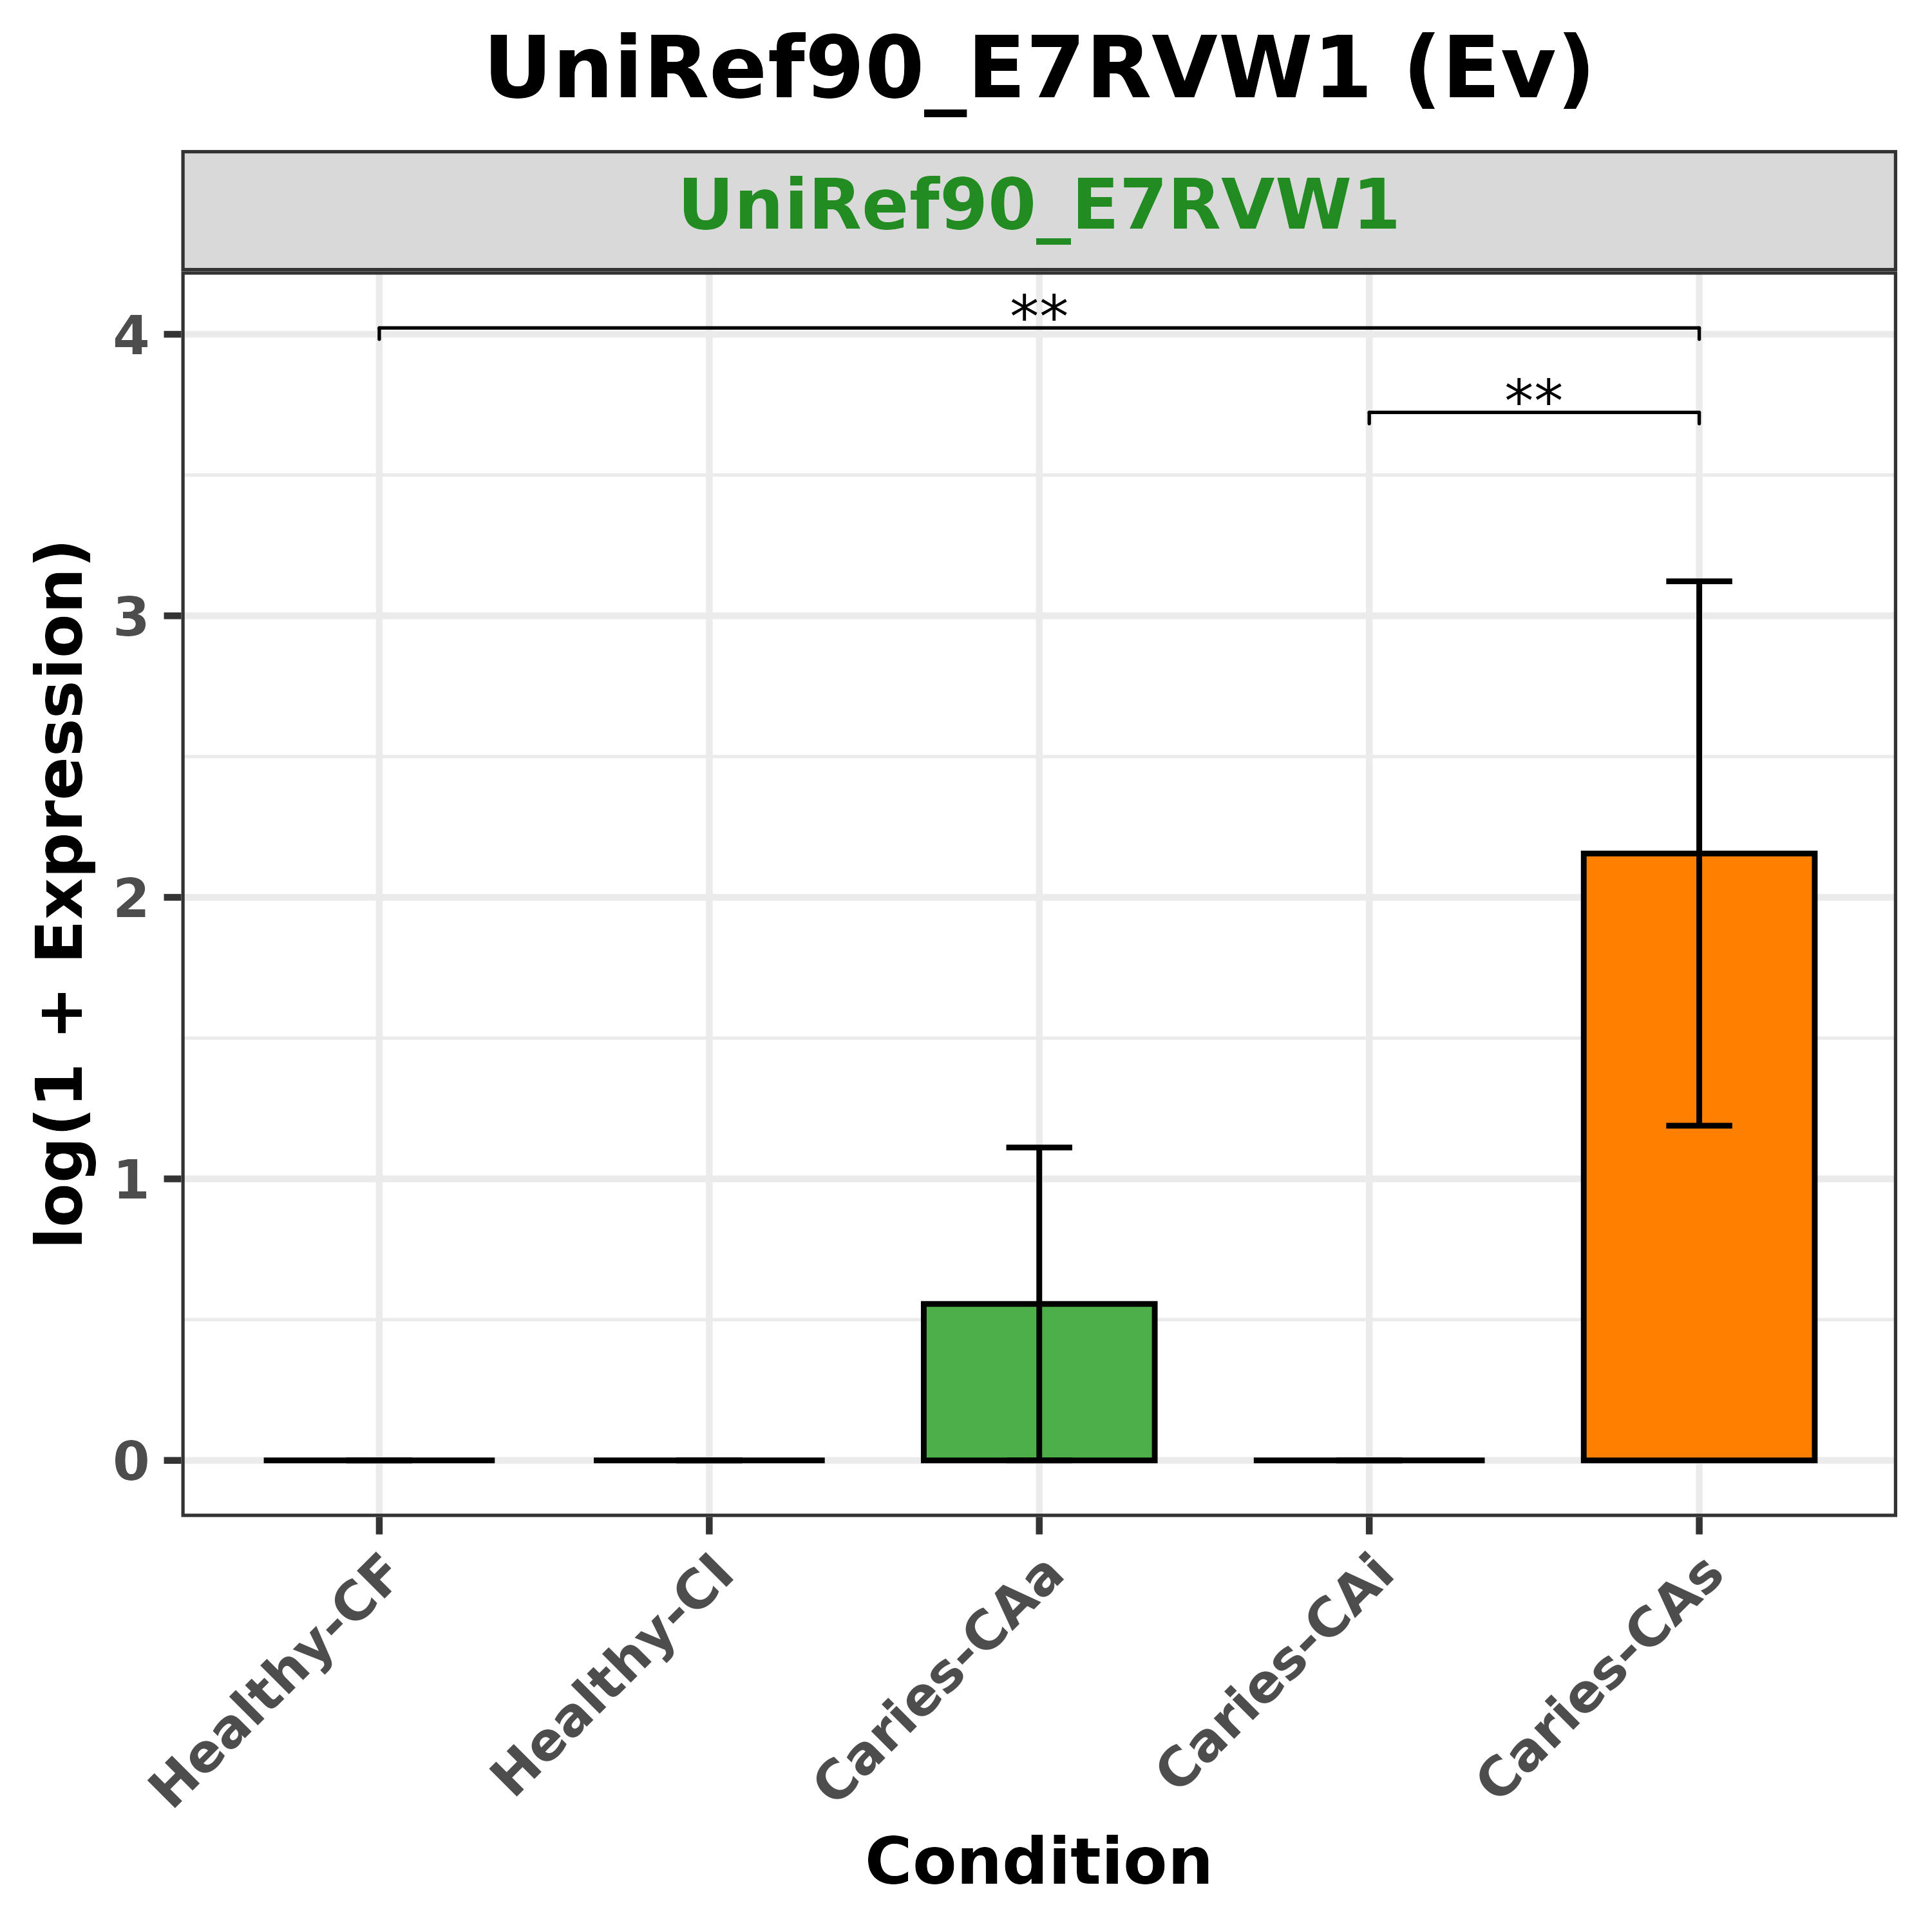 UniRef90_E7RVW1 (Ev)
UniRef90_E7RVW1
log(1 + Expression)
4
3
2
1
0
**
**
Healthy-CF
Healthy-CI
Caries-CAa
Caries-CAi
Caries-CAs
Condition